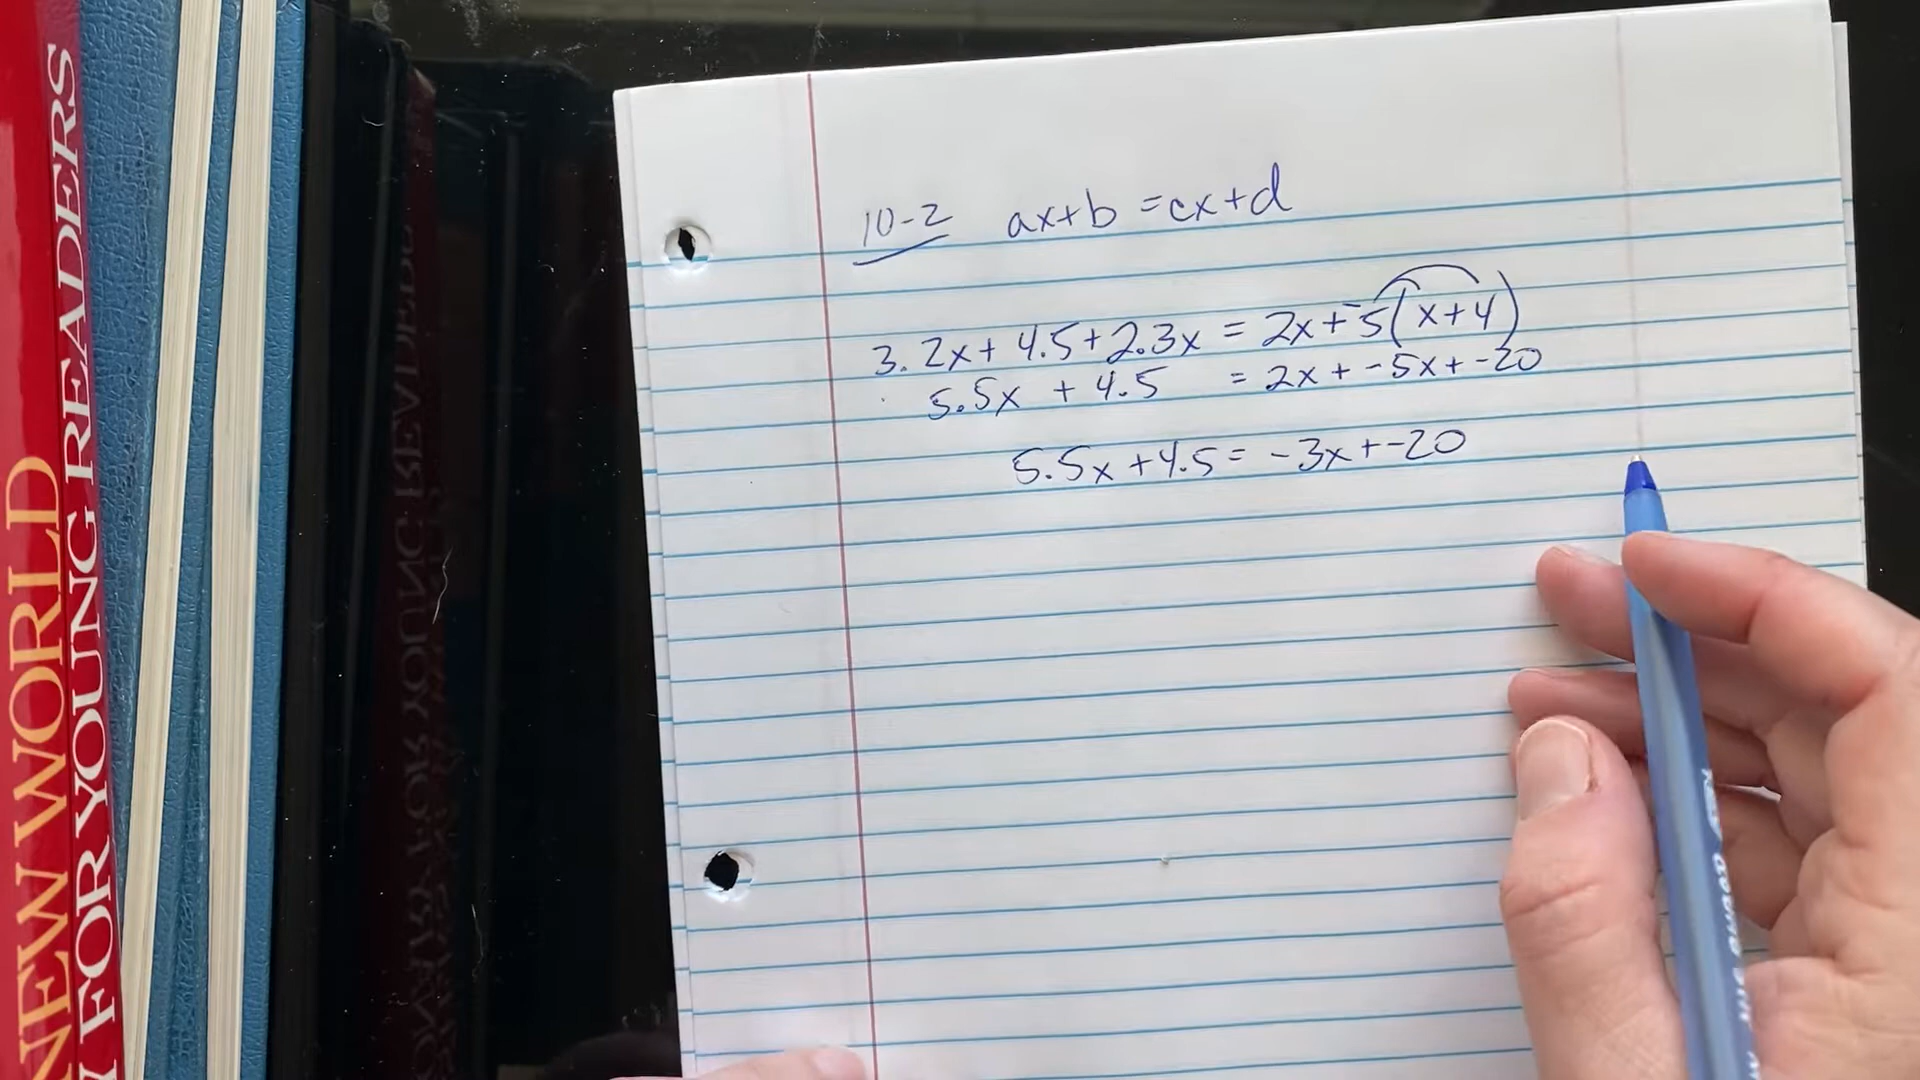 NEW WORLD
FOR YOUNG READERS
10-2 ax+b =cx+d
3.2x+ 4.5+2.3x = 2x+-5(x+4)
5.5x + 4.5 = 2x+-5x+-20
5.5x+4.5= -3x+-20